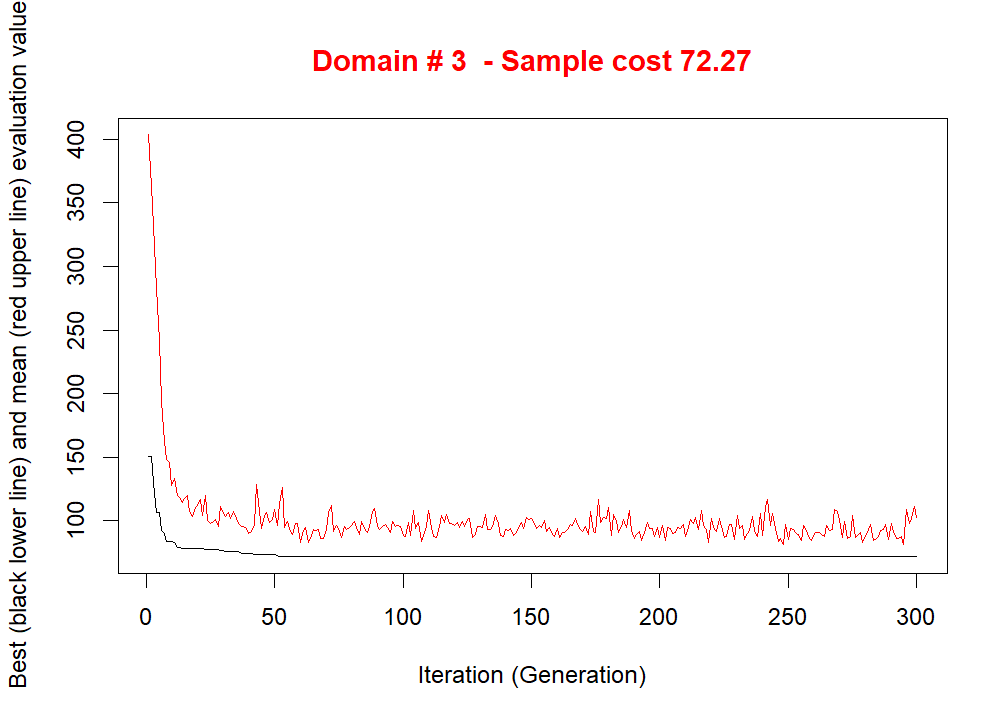 Domain # 3 - Sample cost 72.27
Best (black lower line) and mean (red upper line) evaluation value
400
350
300
250
200
150
100
0 50 100 150 200 250 300
Iteration (Generation)